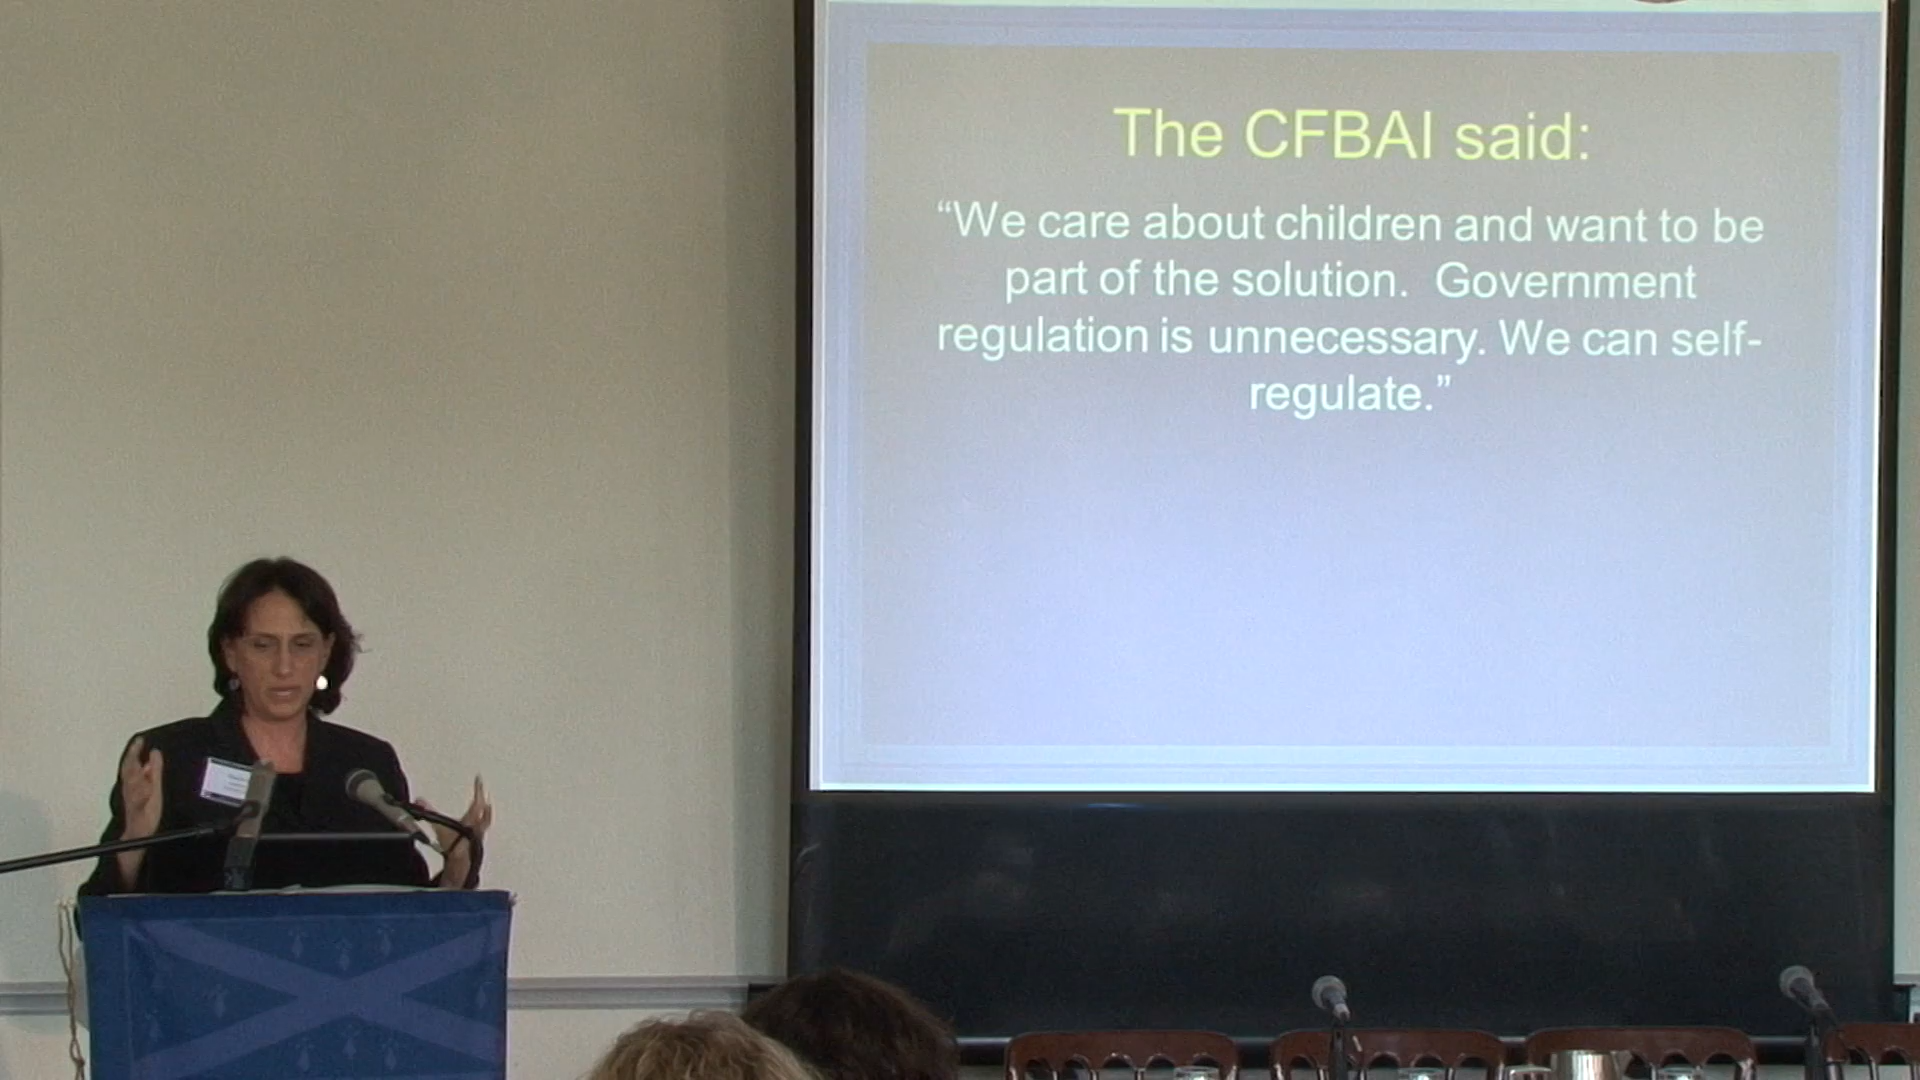 The CFBAI said:
“We care about children and want to be
part of the solution.  Government
regulation is unnecessary. We can self-
regulate.”